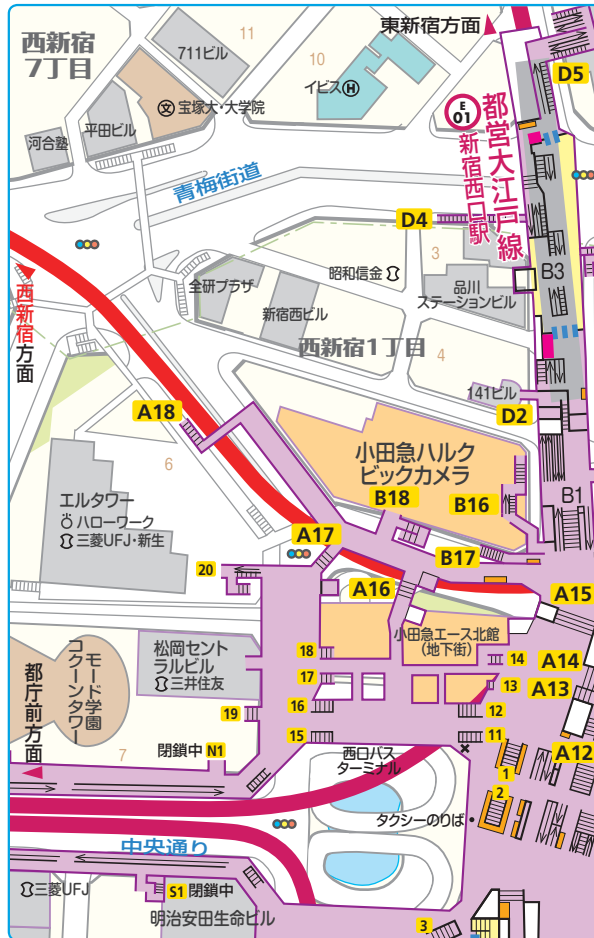 西新宿
7丁目
11
711ビル
10
東新宿方面
D5
イビス
H
文
宝塚大・大学院
E
01
都営大江戸線
新宿西口駅
平田ビル
河合塾
青梅街道
D4
3
昭和信金
品川
ステーションビル
B3
西新宿方面
全研プラザ
新宿西ビル
西新宿1丁目
4
141ビル
D2
A18
6
小田急ハルク
ビックカメラ
B18
B16
B1
エルタワー
ハローワーク
三菱UFJ・新生
A17
B17
20
A16
A15
小田急エース北館
(地下街)
松岡セント
ラルビル
三井住友
モード学園
コクーンタワー
都庁前方面
18
14
A14
17
13
A13
19
16
12
15
11
A12
7
閉鎖中
N1
西口バス
ターミナル
1
2
タクシーのりば
中央通り
三菱UFJ
S1
閉鎖中
明治安田生命ビル
3